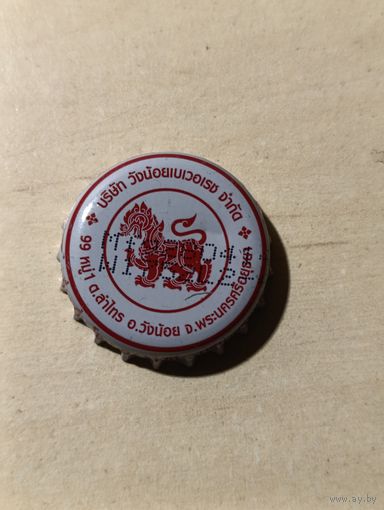 บริษัท วังน้อยเบเวอเรช จำกัด
99 หมู่ 1 ต.ลำไทร อ.วังน้อย จ.พระนครศรีอยุธยา
www.ay.by